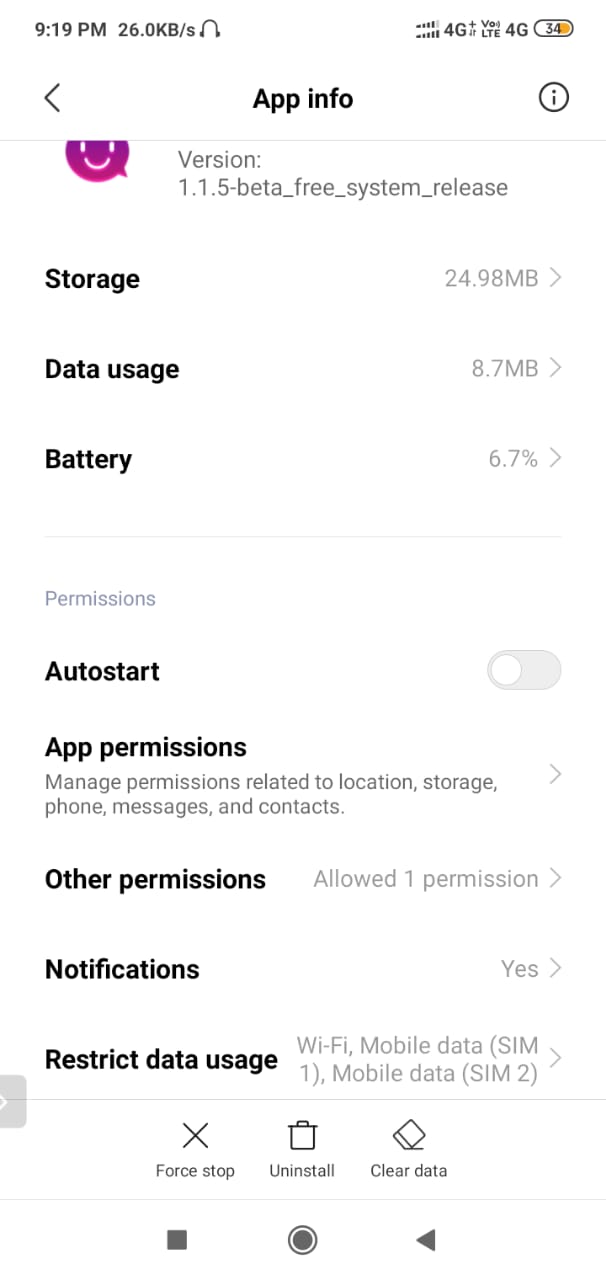 9:19 PM 26.0KB/s 4G Vo) LTE 4G 34
App info
Version:
1.1.5-beta_free_system_release
Storage 24.98MB
Data usage 8.7MB
Battery 6.7%
Permissions
Autostart
App permissions
Manage permissions related to location, storage,
phone, messages, and contacts.
Other permissions Allowed 1 permission
Notifications Yes
Restrict data usage Wi-Fi, Mobile data (SIM
1), Mobile data (SIM 2)
Force stop Uninstall Clear data